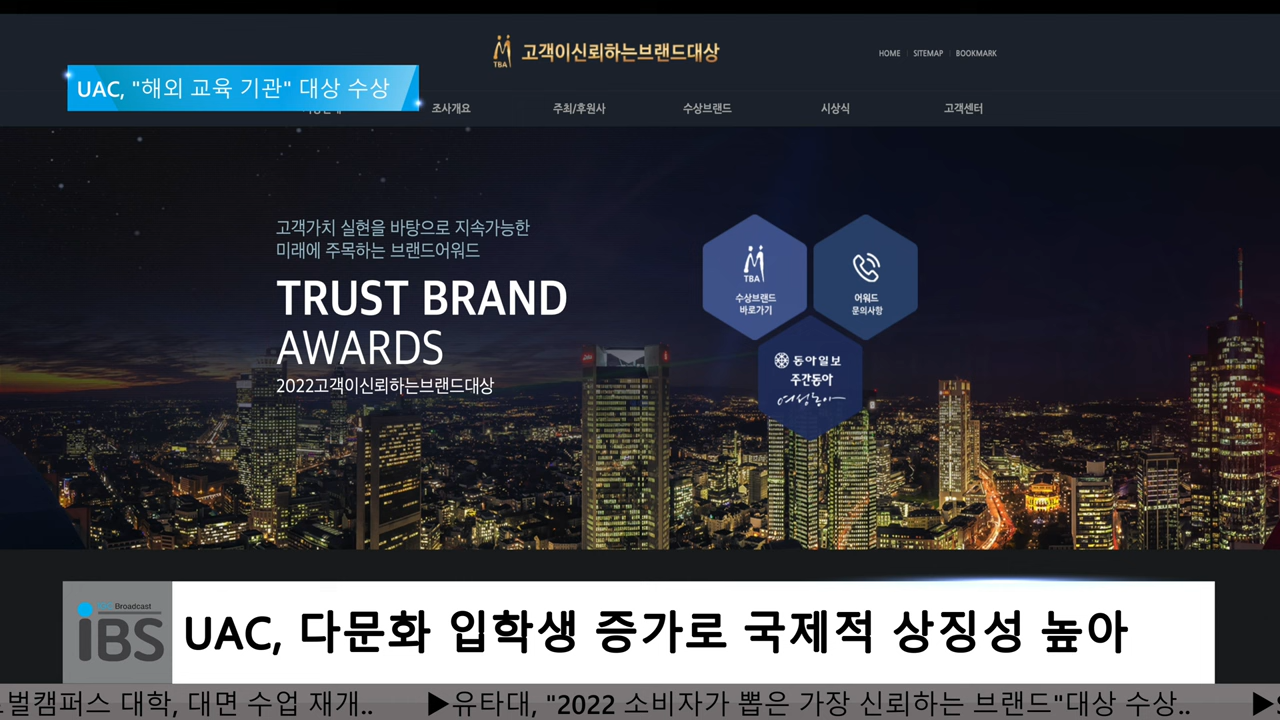 TBA 고객이신뢰하는브랜드대상
HOME SITEMAP BOOKMARK
UAC, "해외 교육 기관" 대상 수상
조사개요 주최/후원사 수상브랜드 시상식 고객센터
고객가치 실현을 바탕으로 지속가능한
미래에 주목하는 브랜드어워드
TRUST BRAND
AWARDS
2022고객이신뢰하는브랜드대상
TBA
수상브랜드
바로가기
어워드
문의사항
동아일보
주간동아
여성동아
Broadcast
iBS
UAC, 다문화 입학생 증가로 국제적 상징성 높아
벌캠퍼스 대학, 대면 수업 재개.. ▶유타대, "2022 소비자가 뽑은 가장 신뢰하는 브랜드"대상 수상.. ▶